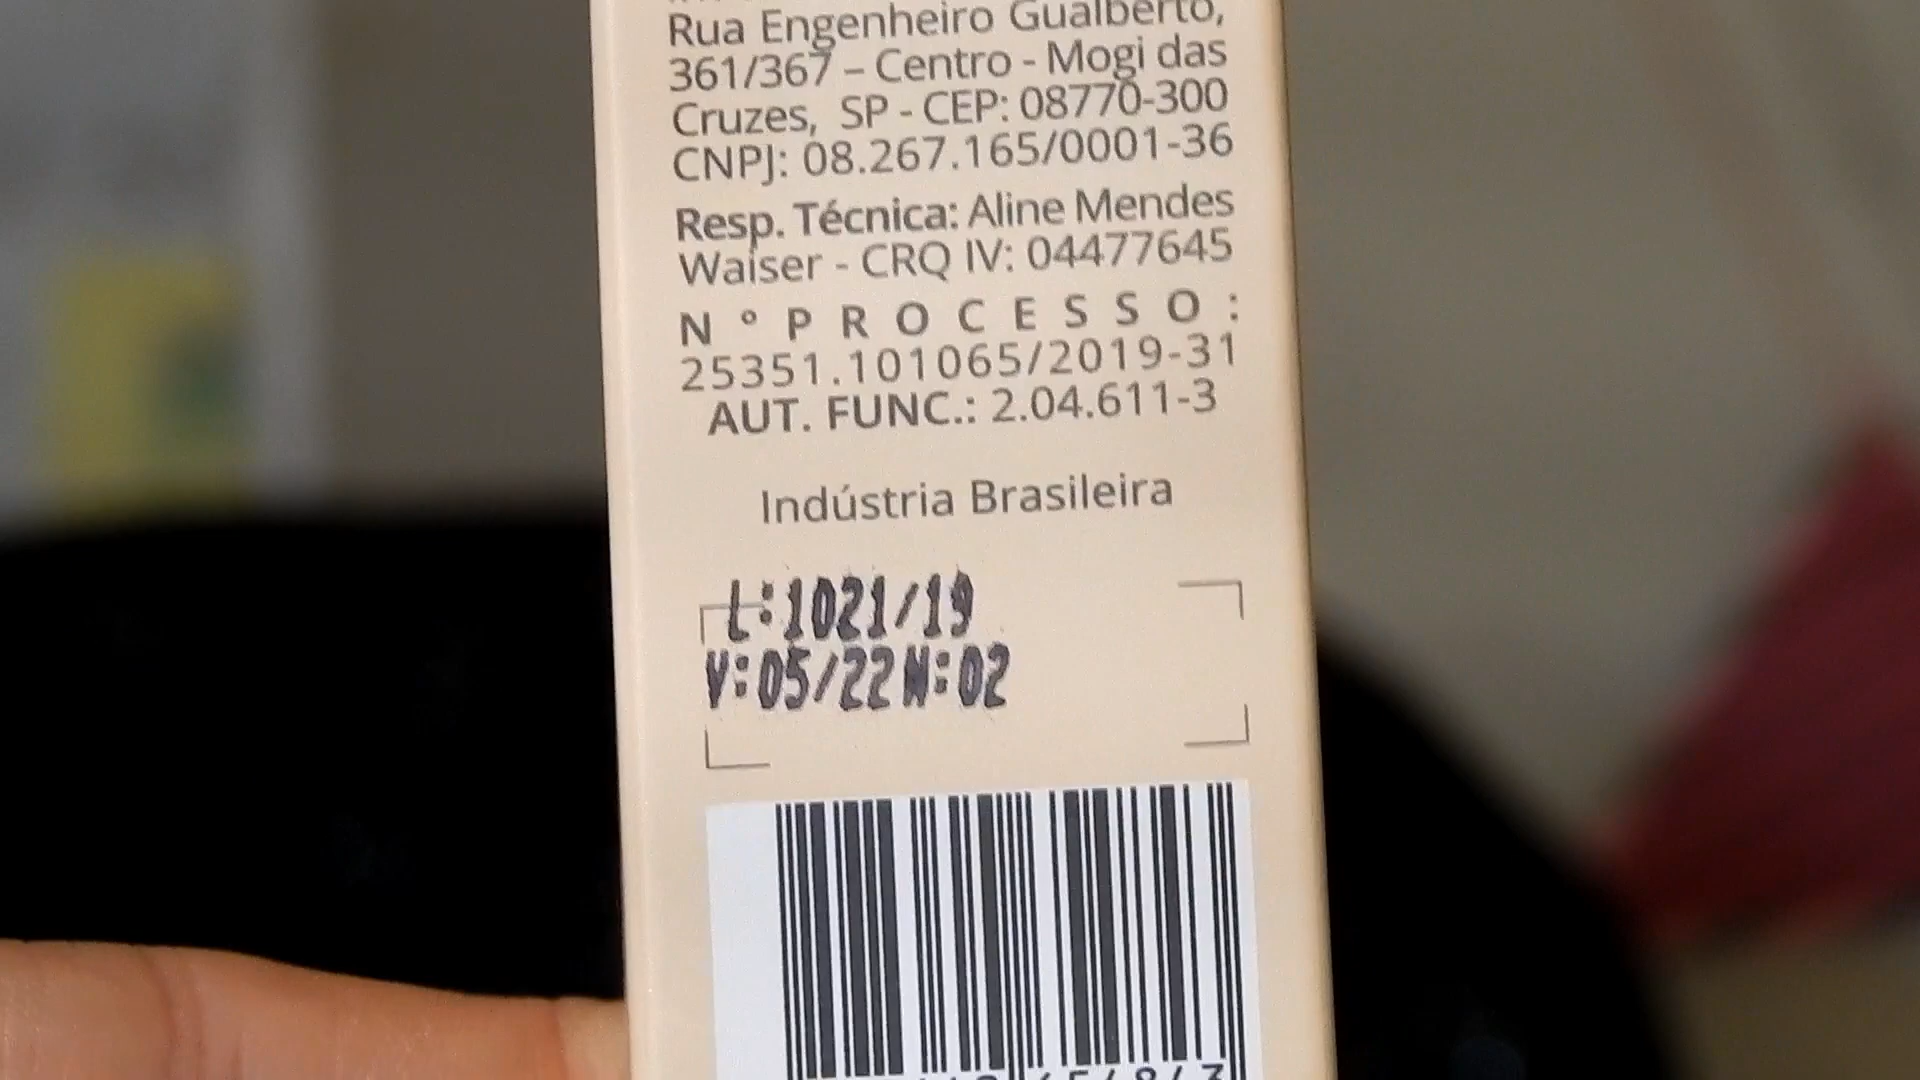 Rua Engenheiro Gualberto,
361/367 – Centro - Mogi das
Cruzes, SP - CEP: 08770-300
CNPJ: 08.267.165/0001-36
Resp. Técnica: Aline Mendes
Waiser - CRQ IV: 04477645
N º P R O C E S S O :
25351.101065/2019-31
AUT. FUNC.: 2.04.611-3
Indústria Brasileira
L:1021/19
V:05/22 N:02